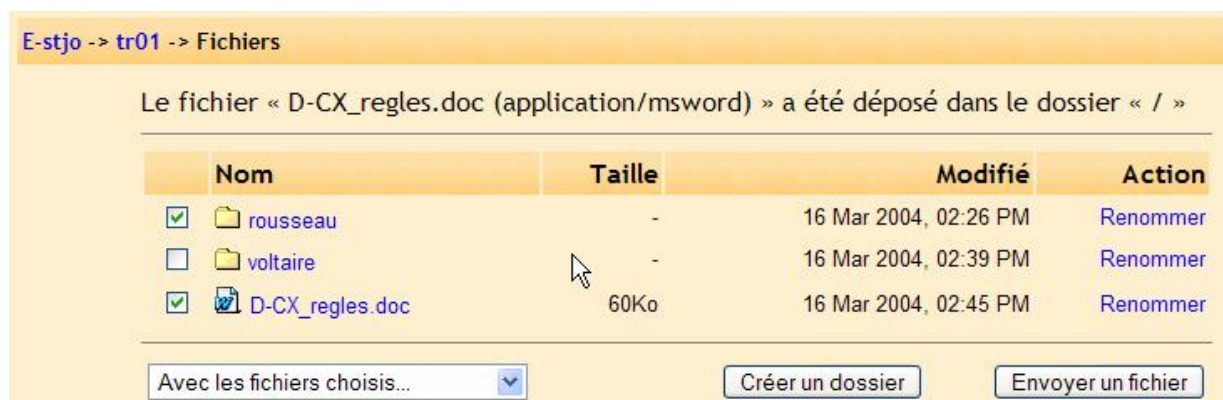 E-stjo -> tr01 -> Fichiers
Le fichier « D-CX_regles.doc (application/msword) » a été déposé dans le dossier « / »
Nom Taille Modifié Action
rousseau - 16 Mar 2004, 02:26 PM Renommer
voltaire - 16 Mar 2004, 02:39 PM Renommer
D-CX_regles.doc 60Ko 16 Mar 2004, 02:45 PM Renommer
Avec les fichiers choisis... Créer un dossier Envoyer un fichier